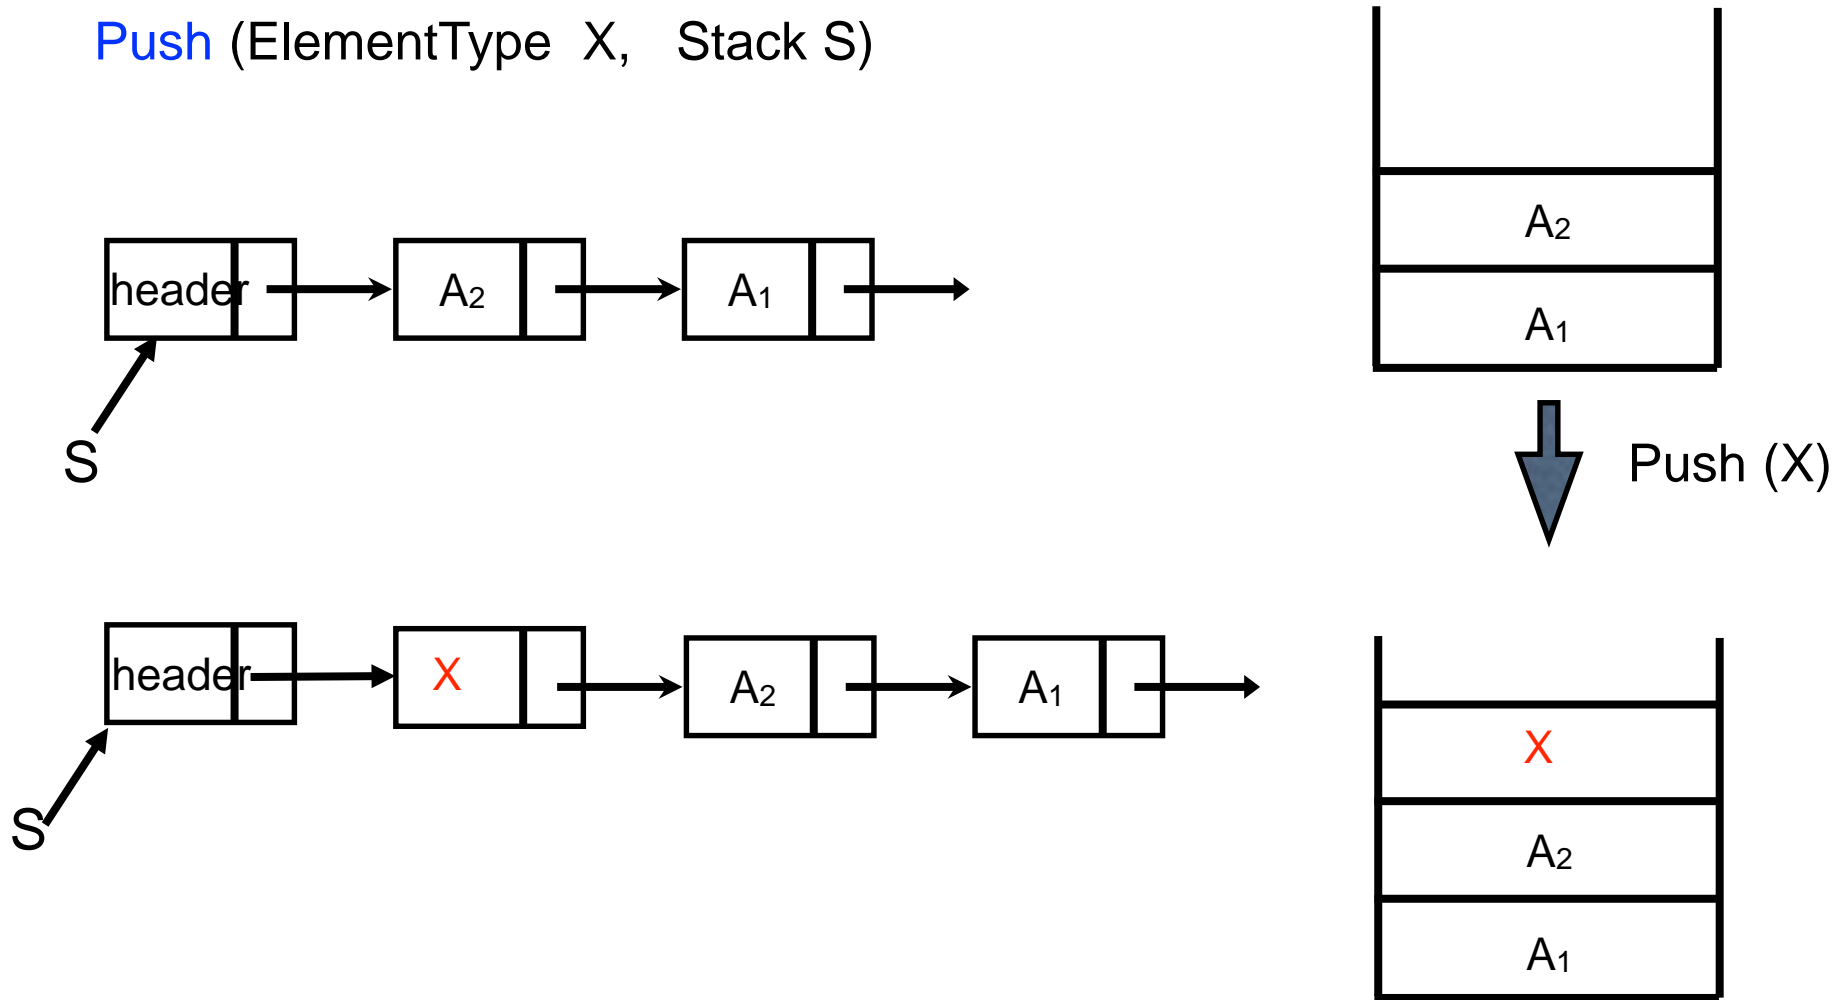 Push (ElementType X, Stack S)
header
A₂
A₁
S
A₂
A₁
Push (X)
header
X
A₂
A₁
S
X
A₂
A₁